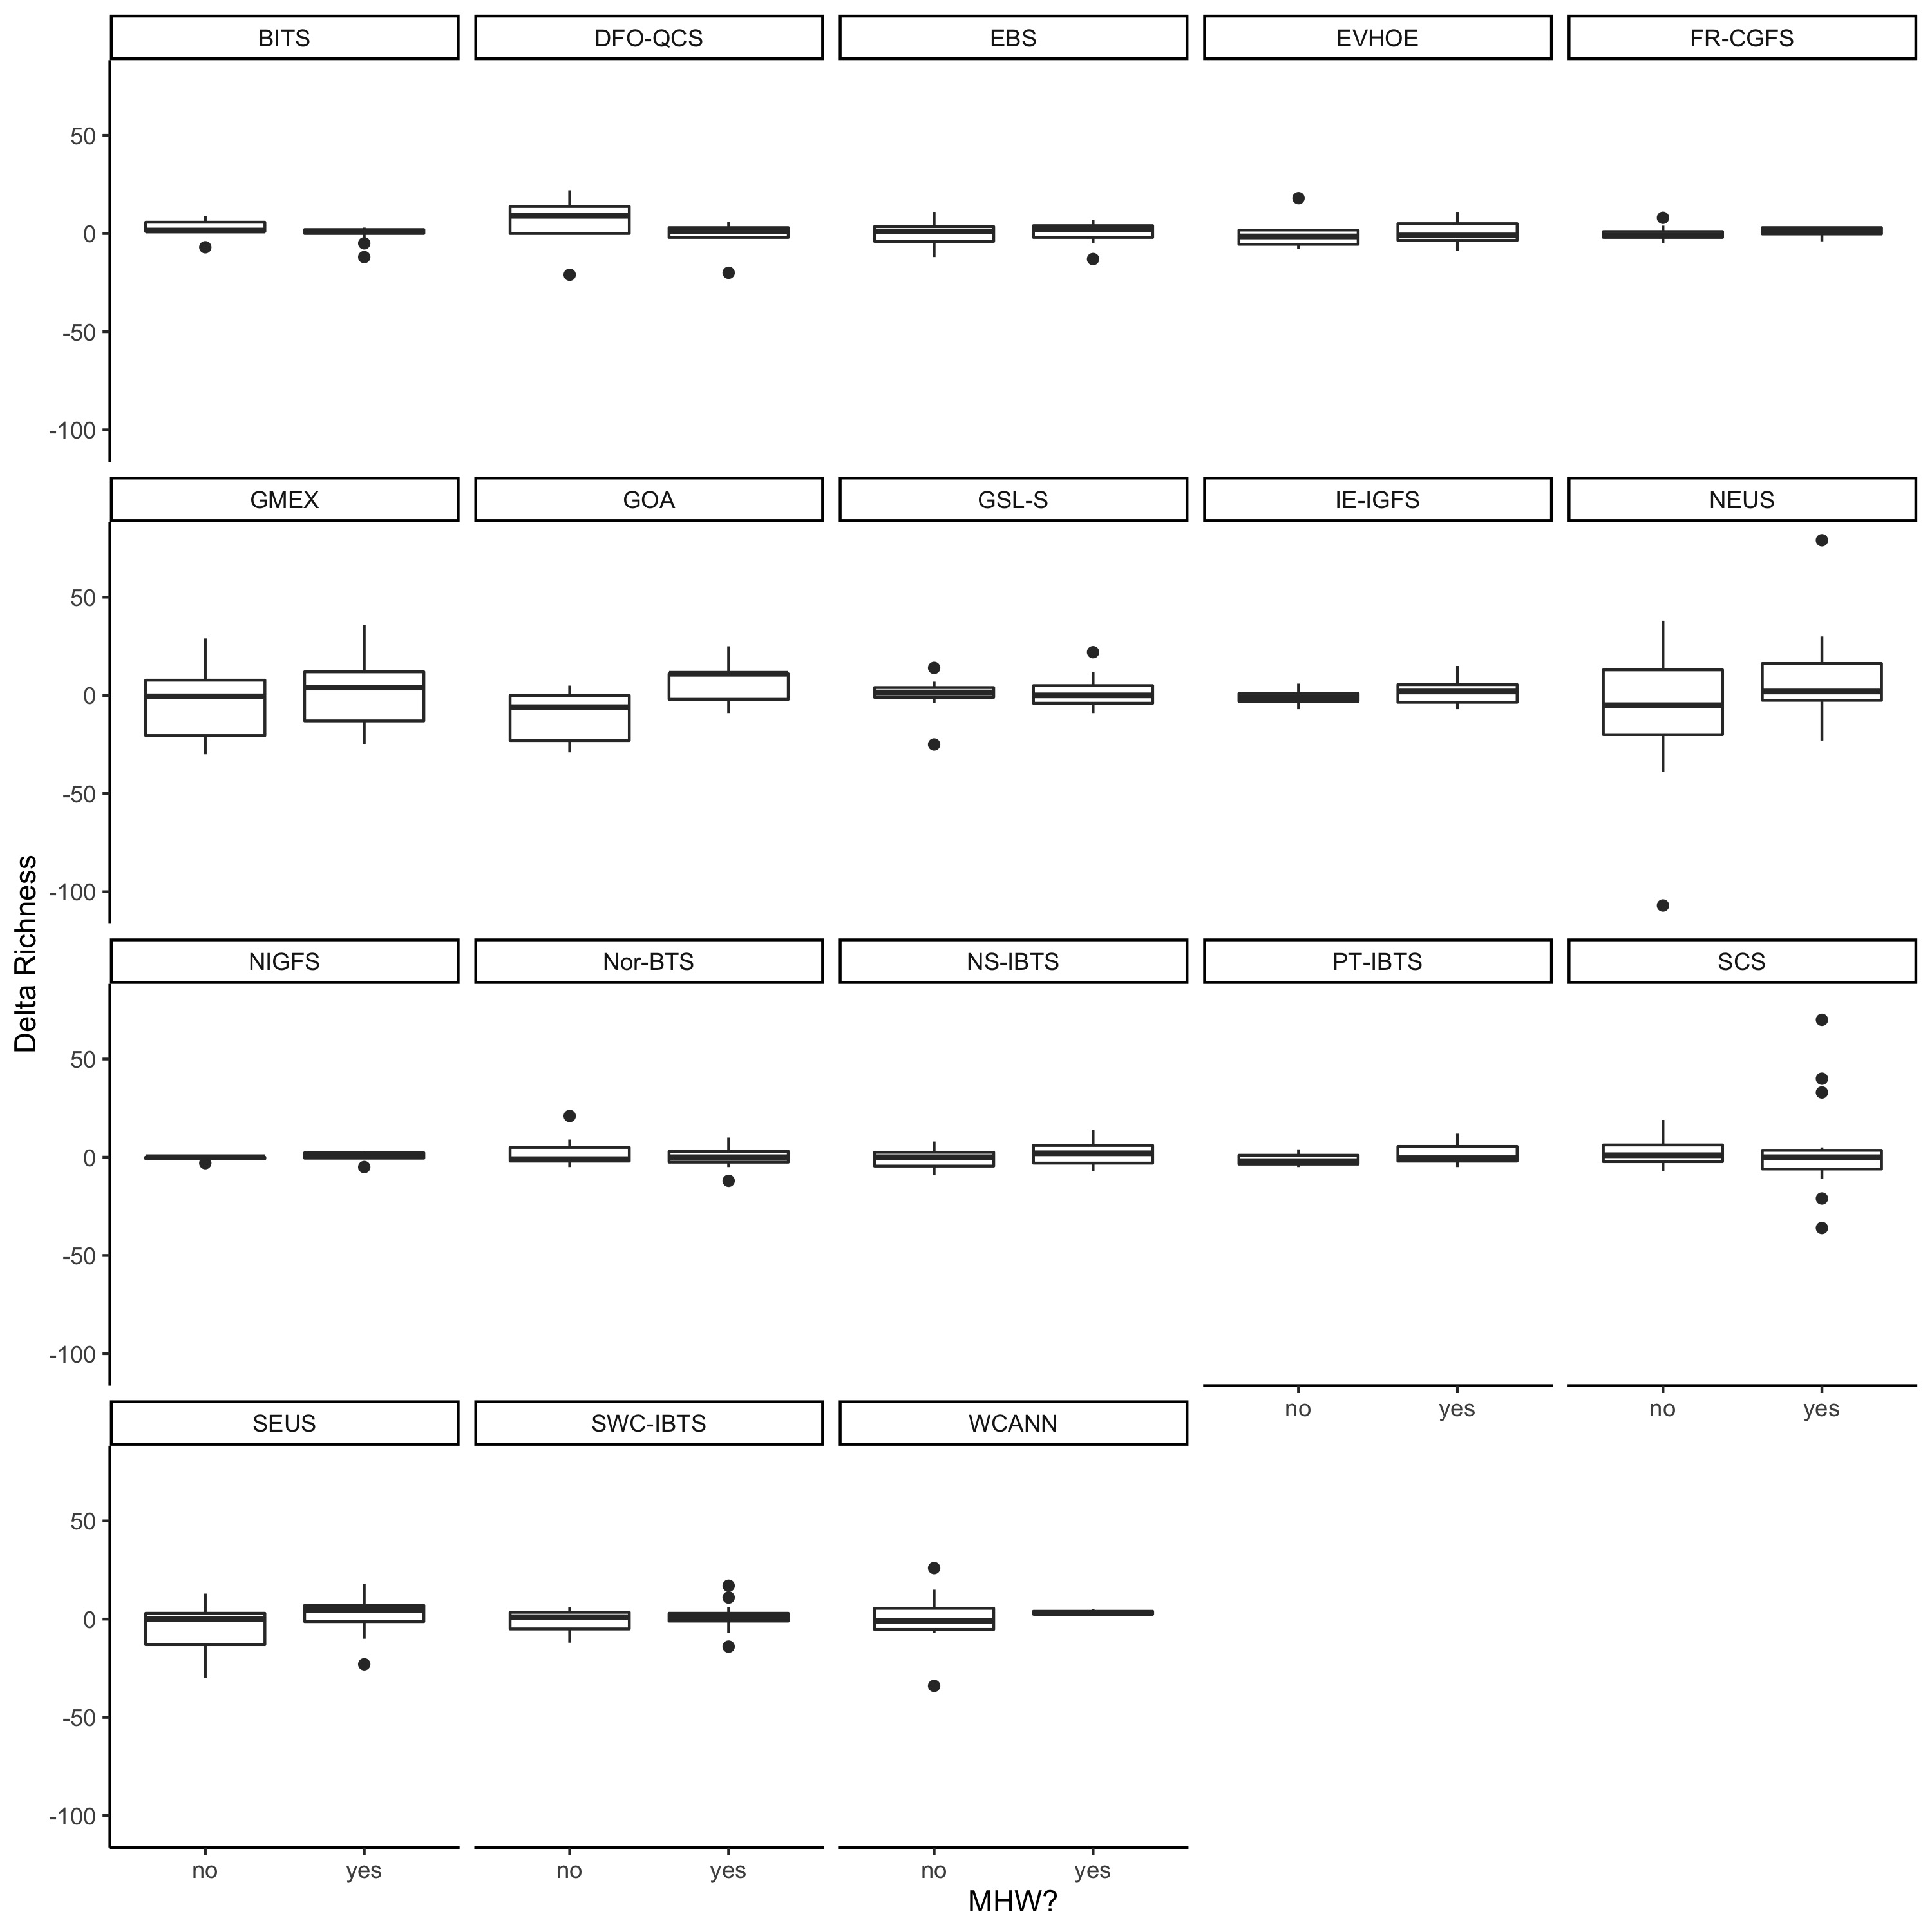 BITS DFO-QCS EBS EVHOE FR-CGFS
50
0
-50
-100
GMEX GOA GSL-S IE-IGFS NEUS
50
0
-50
-100
Delta Richness
NIGFS Nor-BTS NS-IBTS PT-IBTS SCS
50
0
-50
-100
no yes no yes
SEUS SWC-IBTS WCANN
50
0
-50
-100
no yes no yes no yes
MHW?